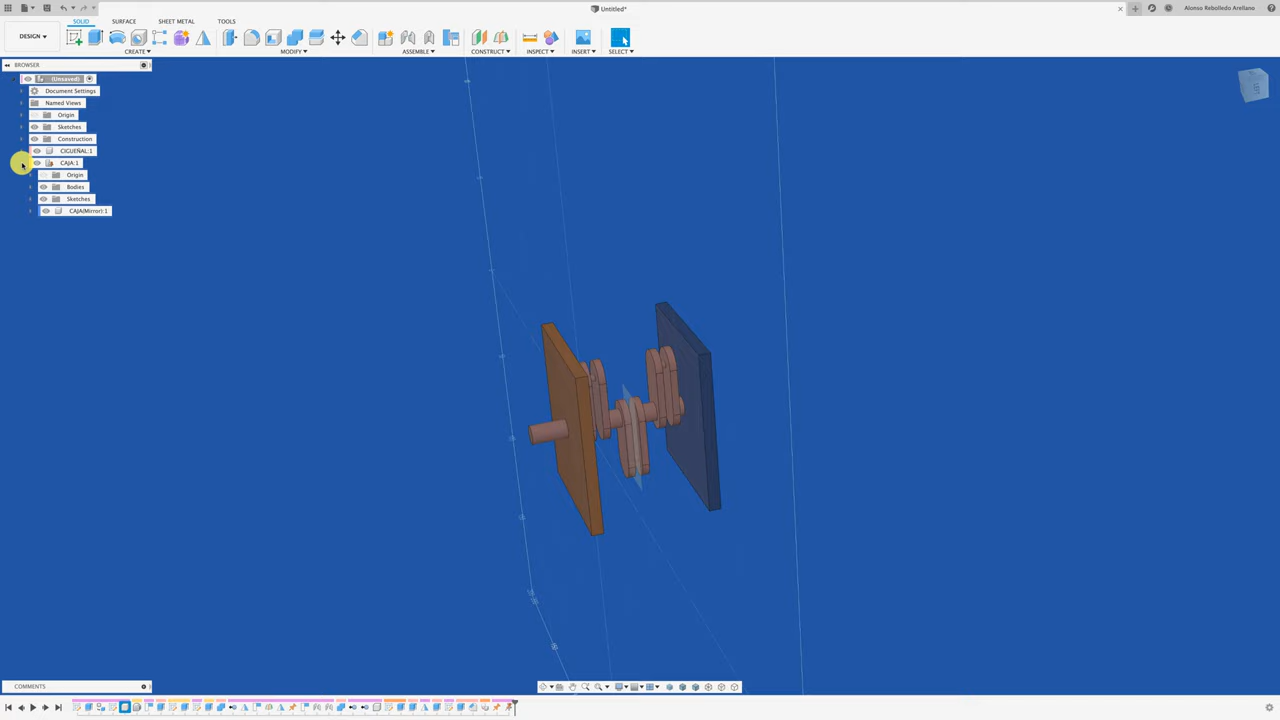 Untitled*
Alonso Rebolledo Arellano
SOLID SURFACE SHEET METAL TOOLS
DESIGN ▾
CREATE ▾ MODIFY ▾ ASSEMBLE ▾ CONSTRUCT ▾ INSPECT ▾ INSERT ▾ SELECT ▾
BROWSER
(Unsaved)
Document Settings
Named Views
Origin
Sketches
Construction
CIGUEÑAL:1
CAJA:1
Origin
Bodies
Sketches
CAJA(Mirror):1
COMMENTS